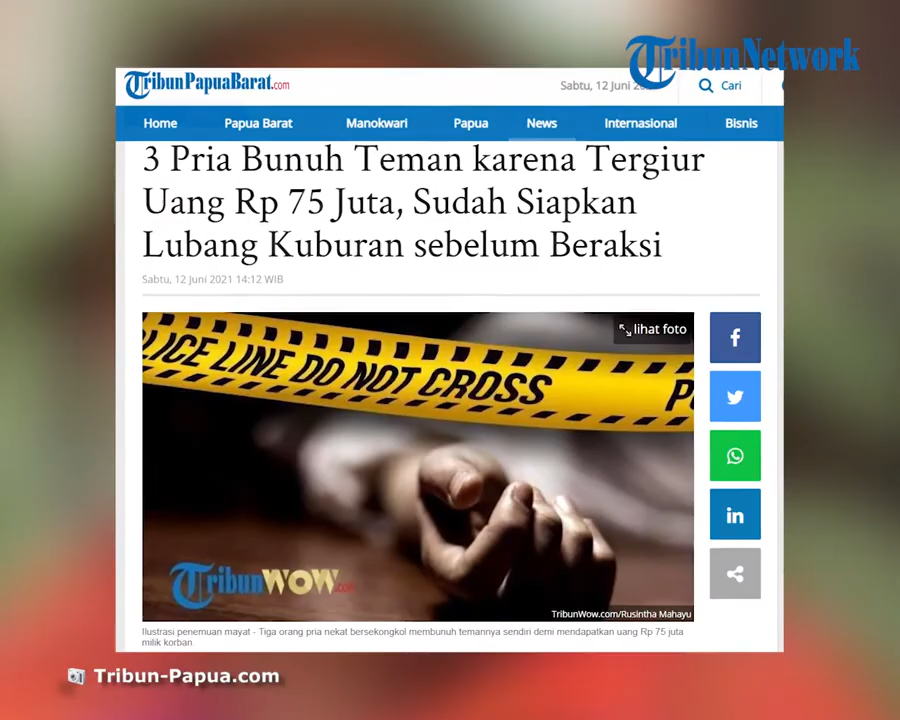 TribunNetwork
TribunPapuaBarat.com
Sabtu, 12 Juni
Cari
Home Papua Barat Manokwari Papua News Internasional Bisnis
3 Pria Bunuh Teman karena Tergiur
Uang Rp 75 Juta, Sudah Siapkan
Lubang Kuburan sebelum Beraksi
Sabtu, 12 Juni 2021 14:12 WIB
lihat foto
LICE LINE DO NOT CROSS
TribunWOW.com
TribunWow.com/Rusintha Mahayu
Ilustrasi penemuan mayat - Tiga orang pria nekat bersekongkol membunuh temannya sendiri demi mendapatkan uang Rp 75 juta
milik korban
Tribun-Papua.com